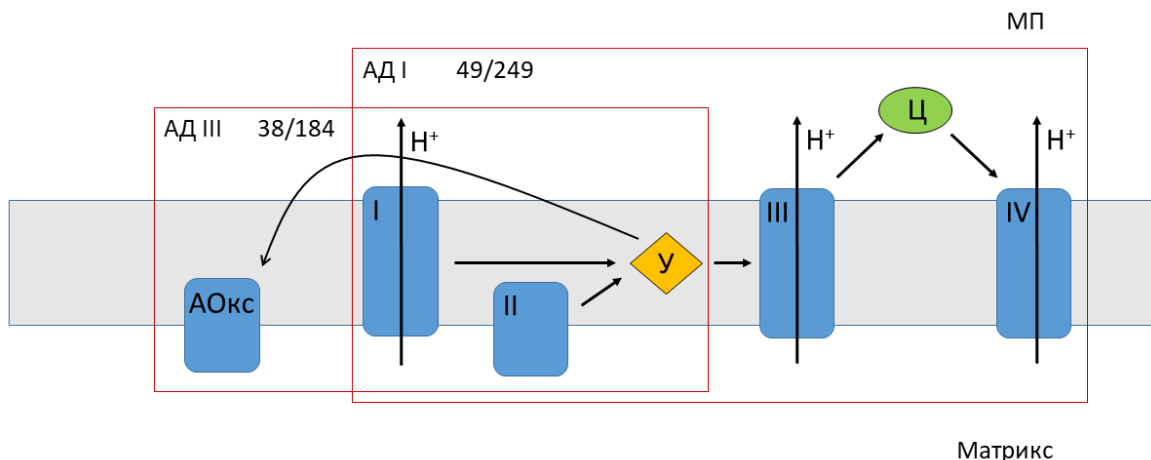 МП
АД I 49/249
АД III 38/184
H⁺
H⁺
H⁺
Ц
I
III
IV
У
АОкс
II
Матрикс